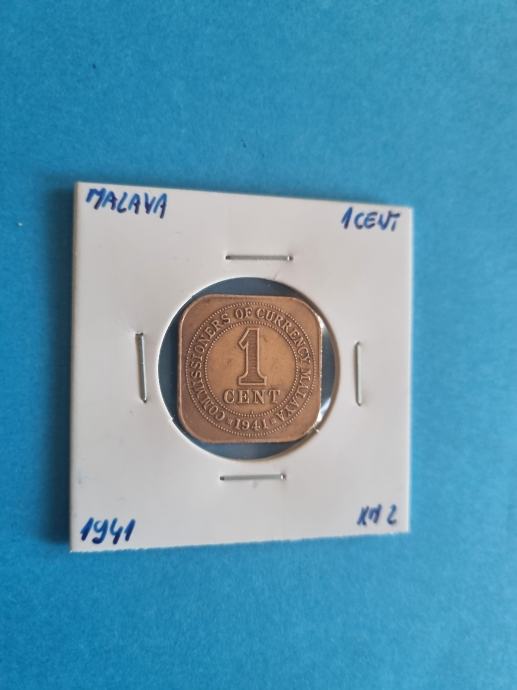 MALAYA
1 CENT
COMMISSIONERS OF CURRENCY MALAYA
1
CENT
1941
1941
KM 2